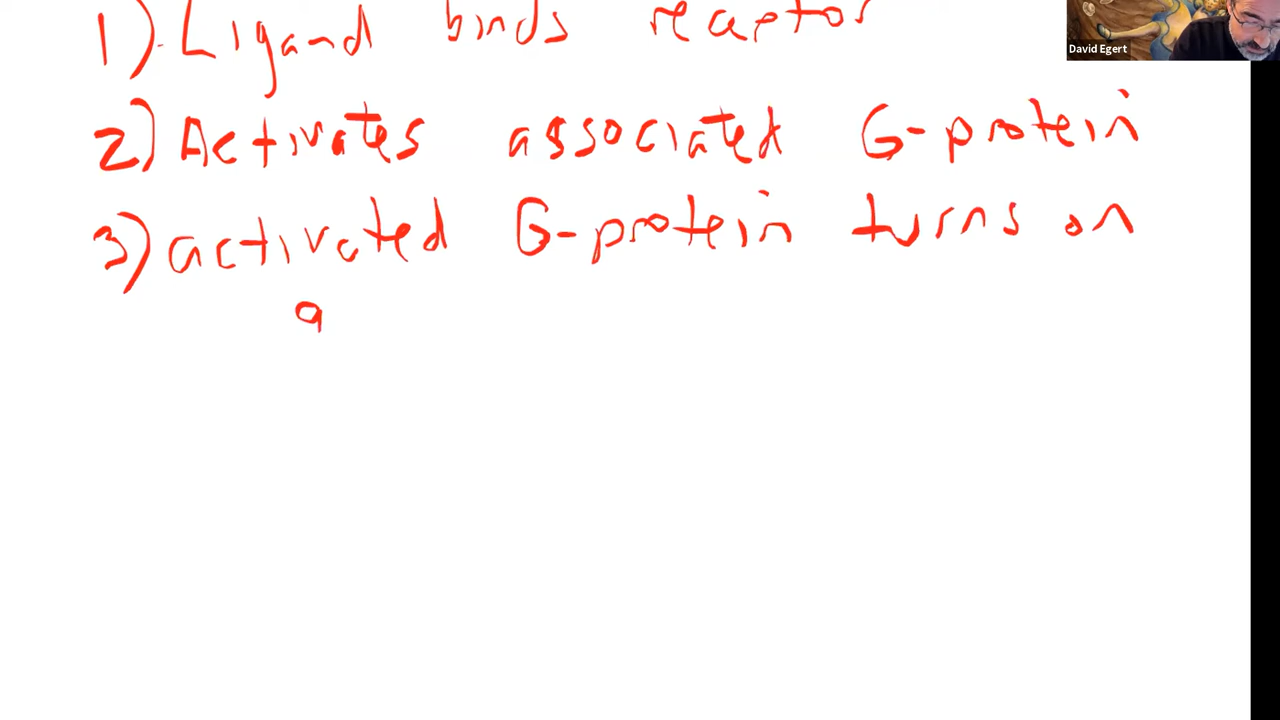 1) Ligand binds receptor
David Egert
2) Activates associated G-protein
3) activated G-protein turns on
a